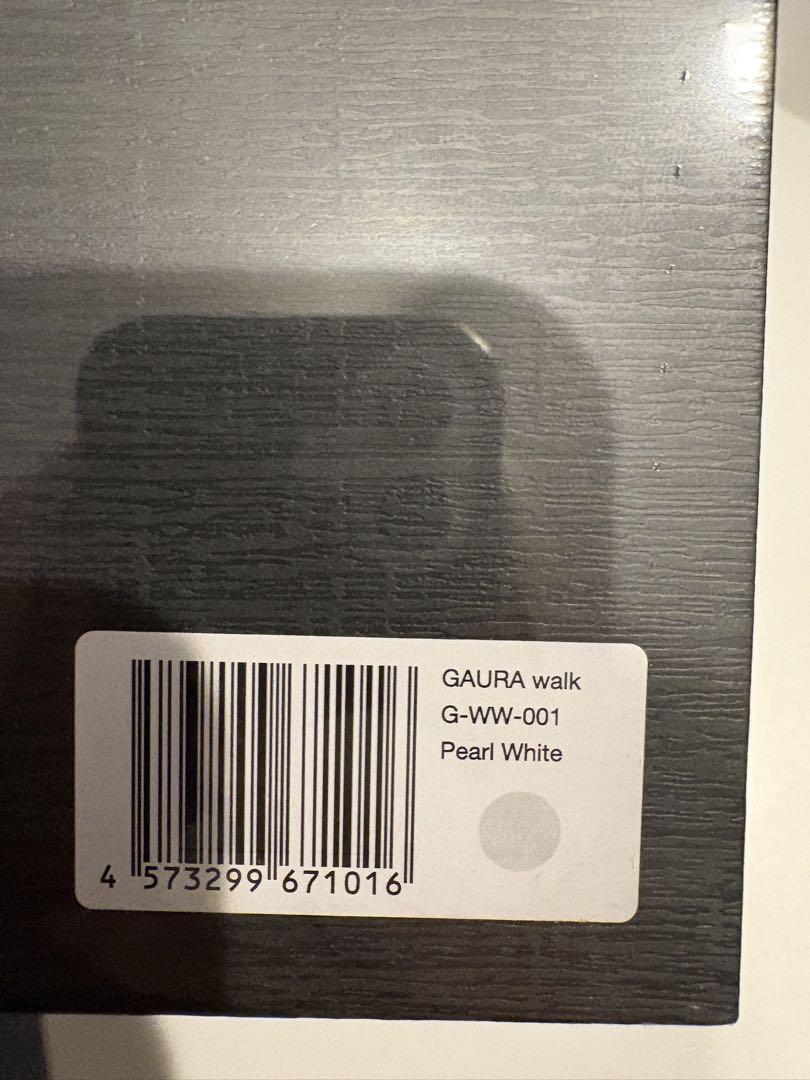 GAURA walk
G-WW-001
Pearl White
4 573299 671016